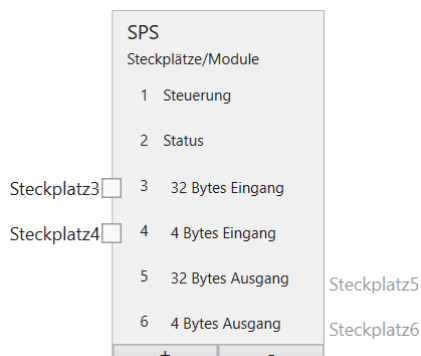 SPS
Steckplätze/Module
1 Steuerung
2 Status
Steckplatz3 3 32 Bytes Eingang
Steckplatz4 4 4 Bytes Eingang
5 32 Bytes Ausgang Steckplatz5
6 4 Bytes Ausgang Steckplatz6
+ -